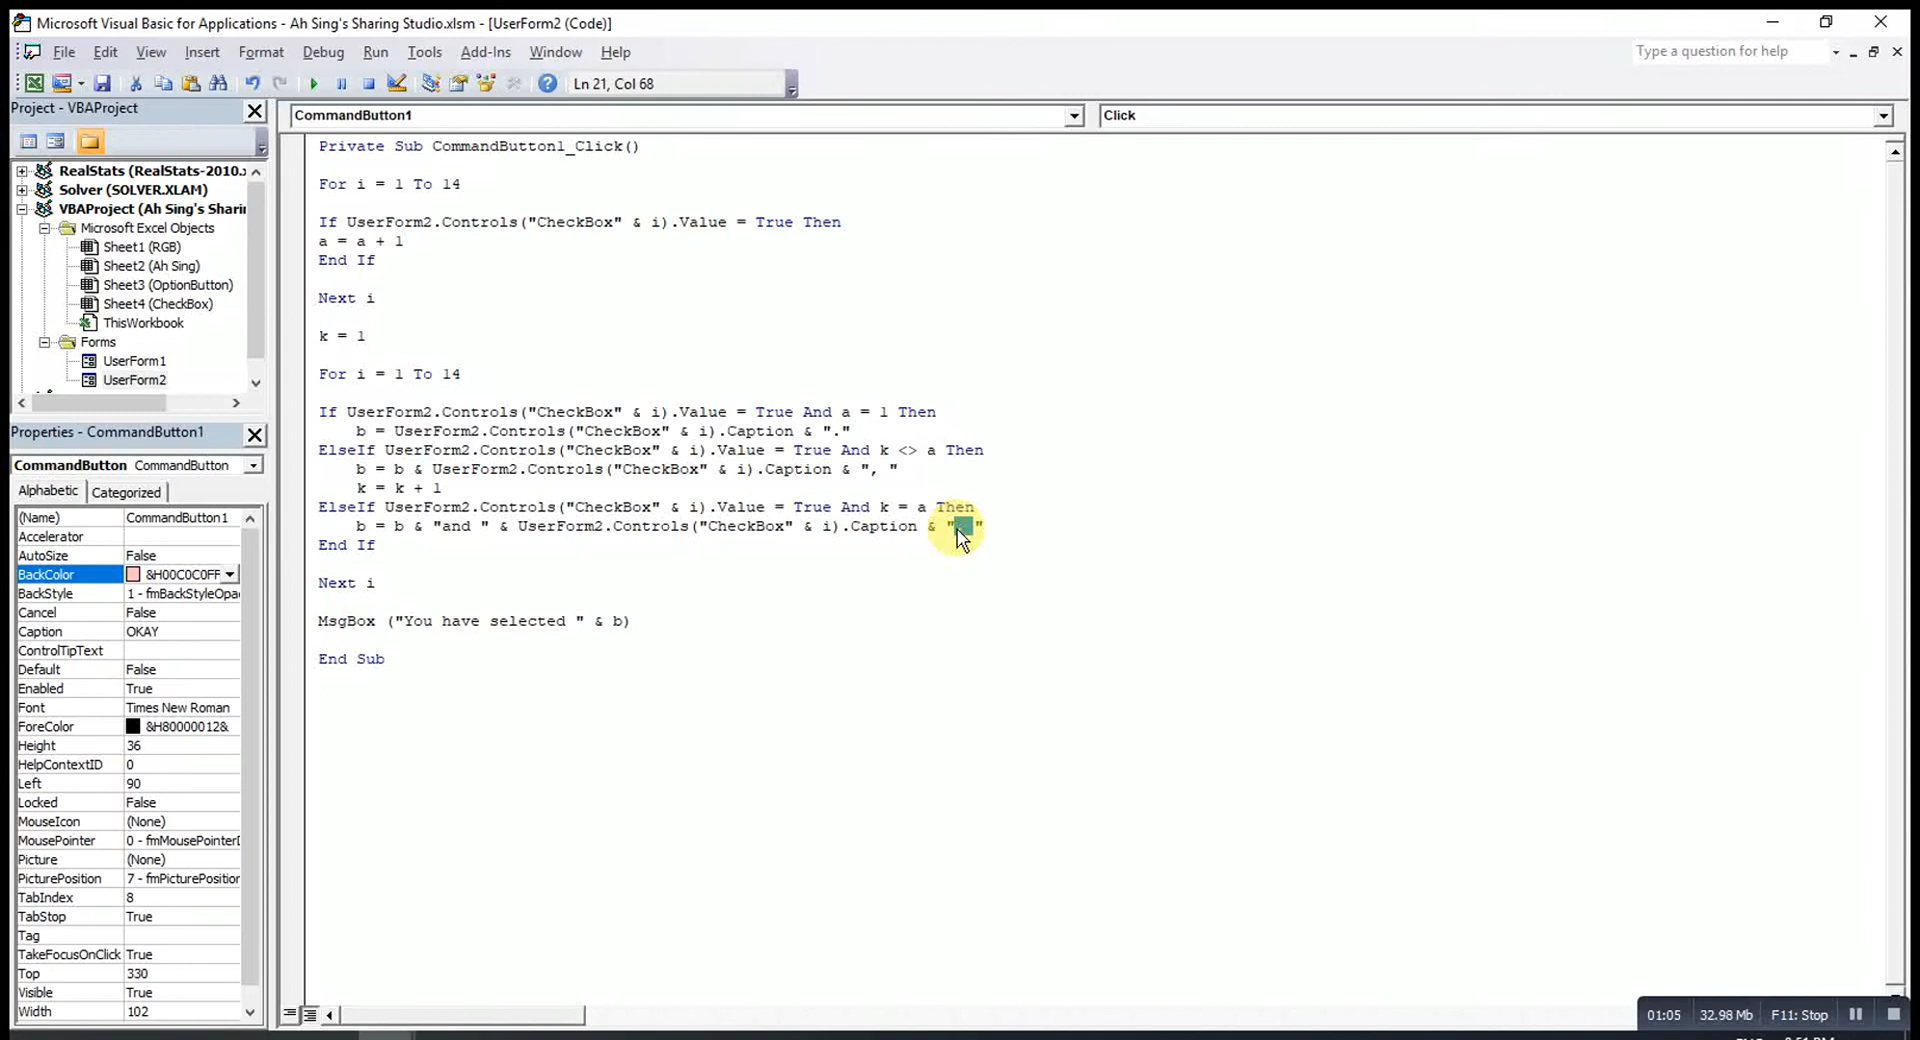 Microsoft Visual Basic for Applications - Ah Sing's Sharing Studio.xlsm - [UserForm2 (Code)]
File Edit View Insert Format Debug Run Tools Add-Ins Window Help
Type a question for help
Ln 21, Col 68
Project - VBAProject
RealStats (RealStats-2010.x
Solver (SOLVER.XLAM)
VBAProject (Ah Sing's Sharin
Microsoft Excel Objects
Sheet1 (RGB)
Sheet2 (Ah Sing)
Sheet3 (OptionButton)
Sheet4 (CheckBox)
ThisWorkbook
Forms
UserForm1
UserForm2
Properties - CommandButton1
CommandButton CommandButton
Alphabetic Categorized
(Name) CommandButton1
Accelerator
AutoSize False
BackColor &H00C0C0FF
BackStyle 1 - fmBackStyleOpa
Cancel False
Caption OKAY
ControlTipText
Default False
Enabled True
Font Times New Roman
ForeColor &H80000012&
Height 36
HelpContextID 0
Left 90
Locked False
MouseIcon (None)
MousePointer 0 - fmMousePointerD
Picture (None)
PicturePosition 7 - fmPicturePosition
TabIndex 8
TabStop True
Tag
TakeFocusOnClick True
Top 330
Visible True
Width 102
CommandButton1 Click
Private Sub CommandButton1_Click()
For i = 1 To 14
If UserForm2.Controls("CheckBox" & i).Value = True Then
a = a + 1
End If
Next i
k = 1
For i = 1 To 14
If UserForm2.Controls("CheckBox" & i).Value = True And a = 1 Then
b = UserForm2.Controls("CheckBox" & i).Caption & "."
ElseIf UserForm2.Controls("CheckBox" & i).Value = True And k <> a Then
b = b & UserForm2.Controls("CheckBox" & i).Caption & ", "
k = k + 1
ElseIf UserForm2.Controls("CheckBox" & i).Value = True And k = a Then
b = b & "and " & UserForm2.Controls("CheckBox" & i).Caption & " "
End If
Next i
MsgBox ("You have selected " & b)
End Sub
01:05 32.98 Mb F11: Stop